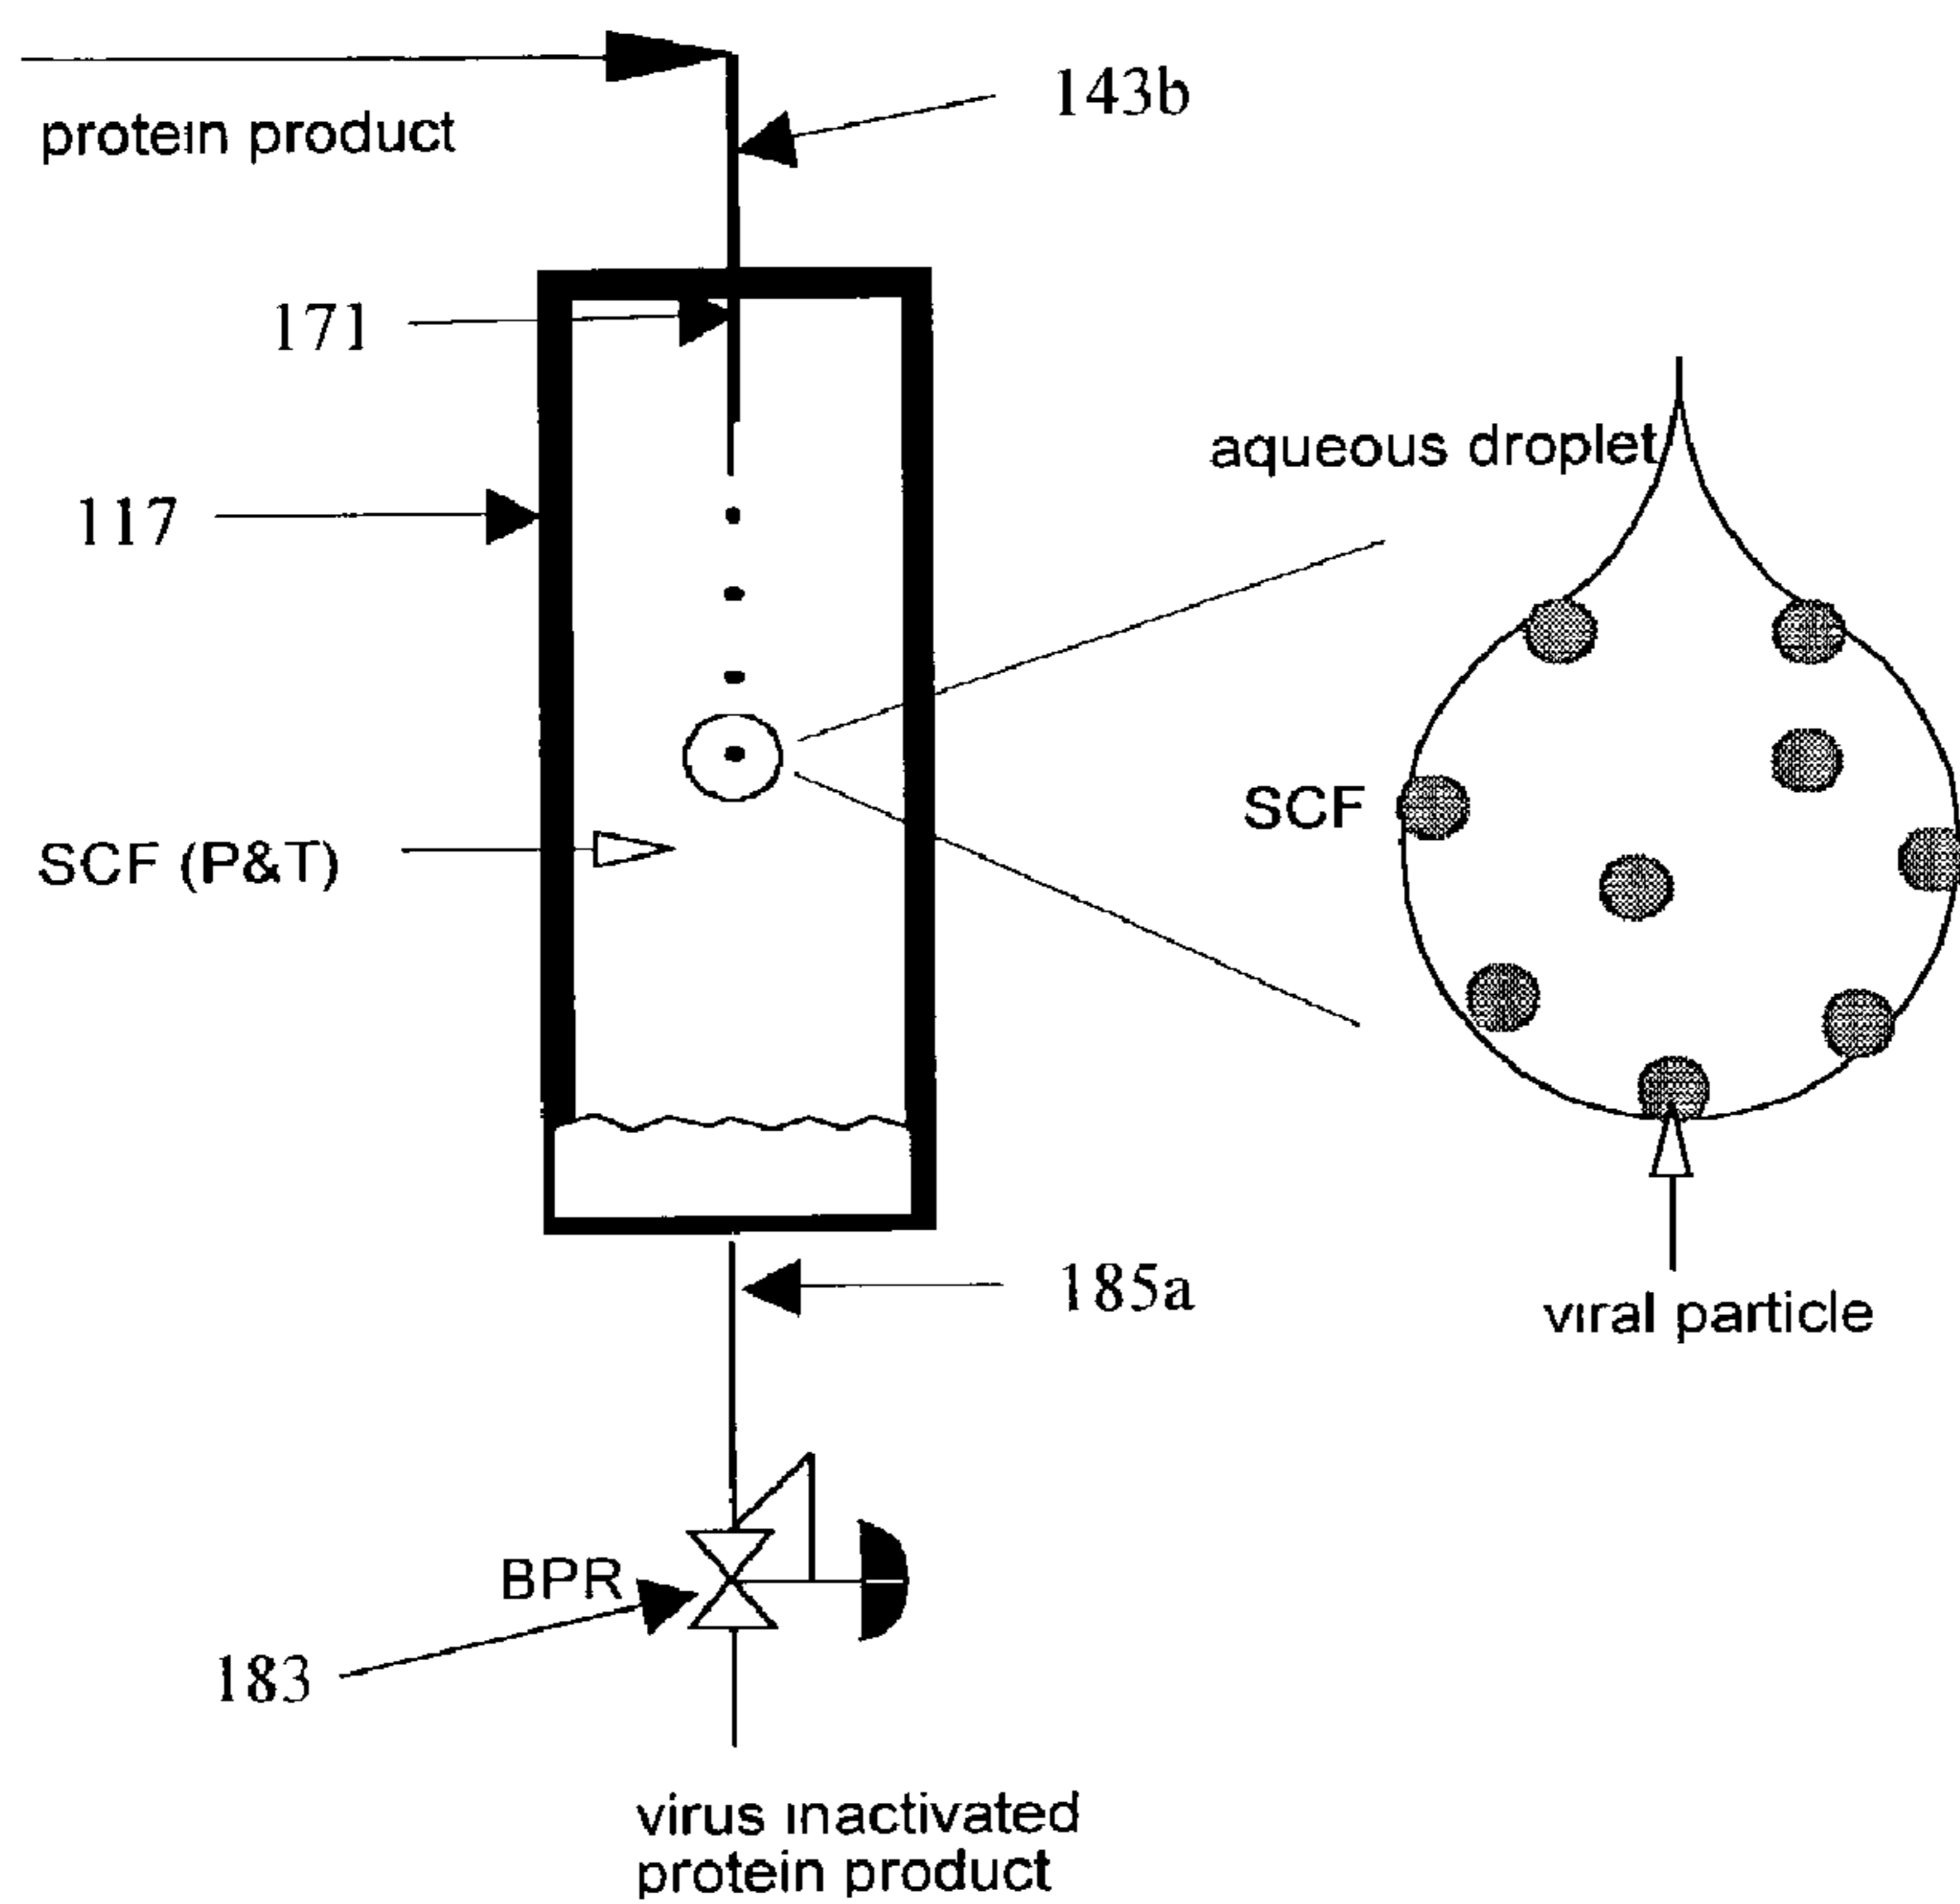 143b
protein product
171
aqueous droplet
117
SCF
SCF (P&T)
185a
viral particle
BPR
183
virus inactivated
protein product